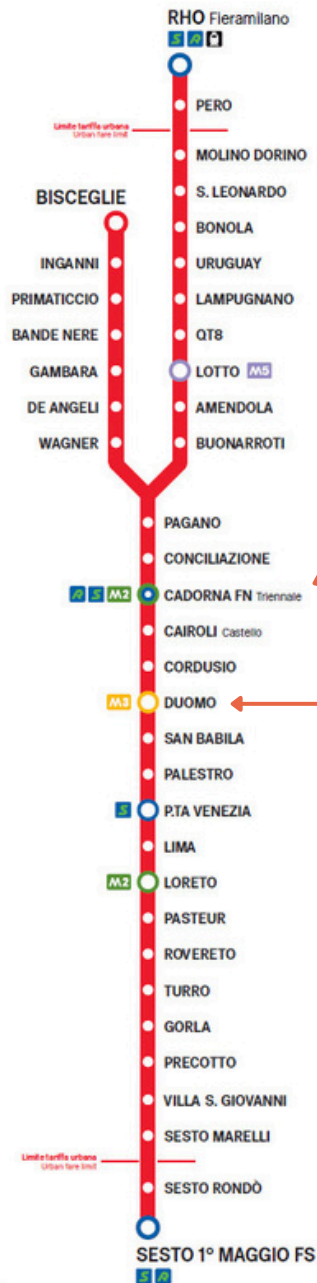 RHO Fieramilano
S R
PERO
Limite tariffa urbana
Urban fare limit
MOLINO DORINO
S. LEONARDO
BONOLA
URUGUAY
LAMPUGNANO
QT8
LOTTO M5
AMENDOLA
BUONARROTI
BISCEGLIE
INGANNI
PRIMATICCIO
BANDE NERE
GAMBARA
DE ANGELI
WAGNER
PAGANO
CONCILIAZIONE
R S M2 CADORNA FN Triennale
CAIROLI Castello
CORDUSIO
M3 DUOMO
SAN BABILA
PALESTRO
S P.TA VENEZIA
LIMA
M2 LORETO
PASTEUR
ROVERETO
TURRO
GORLA
PRECOTTO
VILLA S. GIOVANNI
SESTO MARELLI
Limite tariffa urbana
Urban fare limit
SESTO RONDÒ
SESTO 1° MAGGIO FS
S R